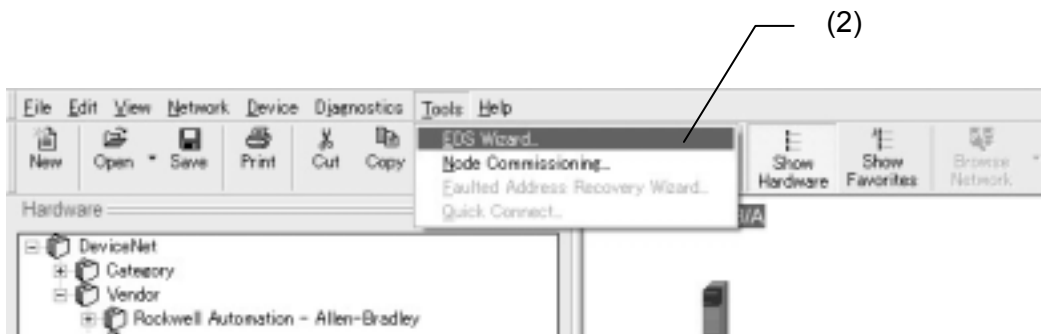 (2)
File Edit View Network Device Diagnostics Tools Help
New Open Save Print Cut Copy Show Hardware Show Favorites Browse Network
EDS Wizard...
Node Commissioning...
Faulted Address Recovery Wizard...
Quick Connect...
Hardware
/A
DeviceNet
Category
Vendor
Rockwell Automation - Allen-Bradley